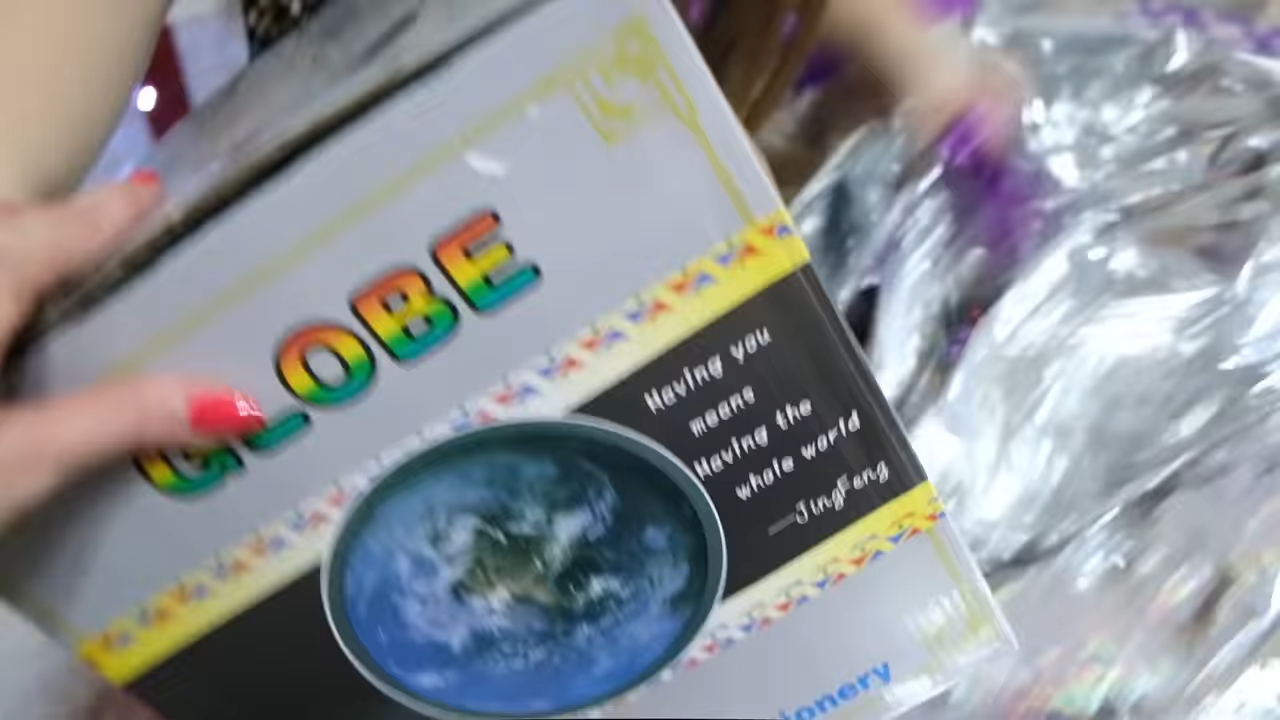 GLOBE
Having you
means
Having the
whole world
—JingFeng